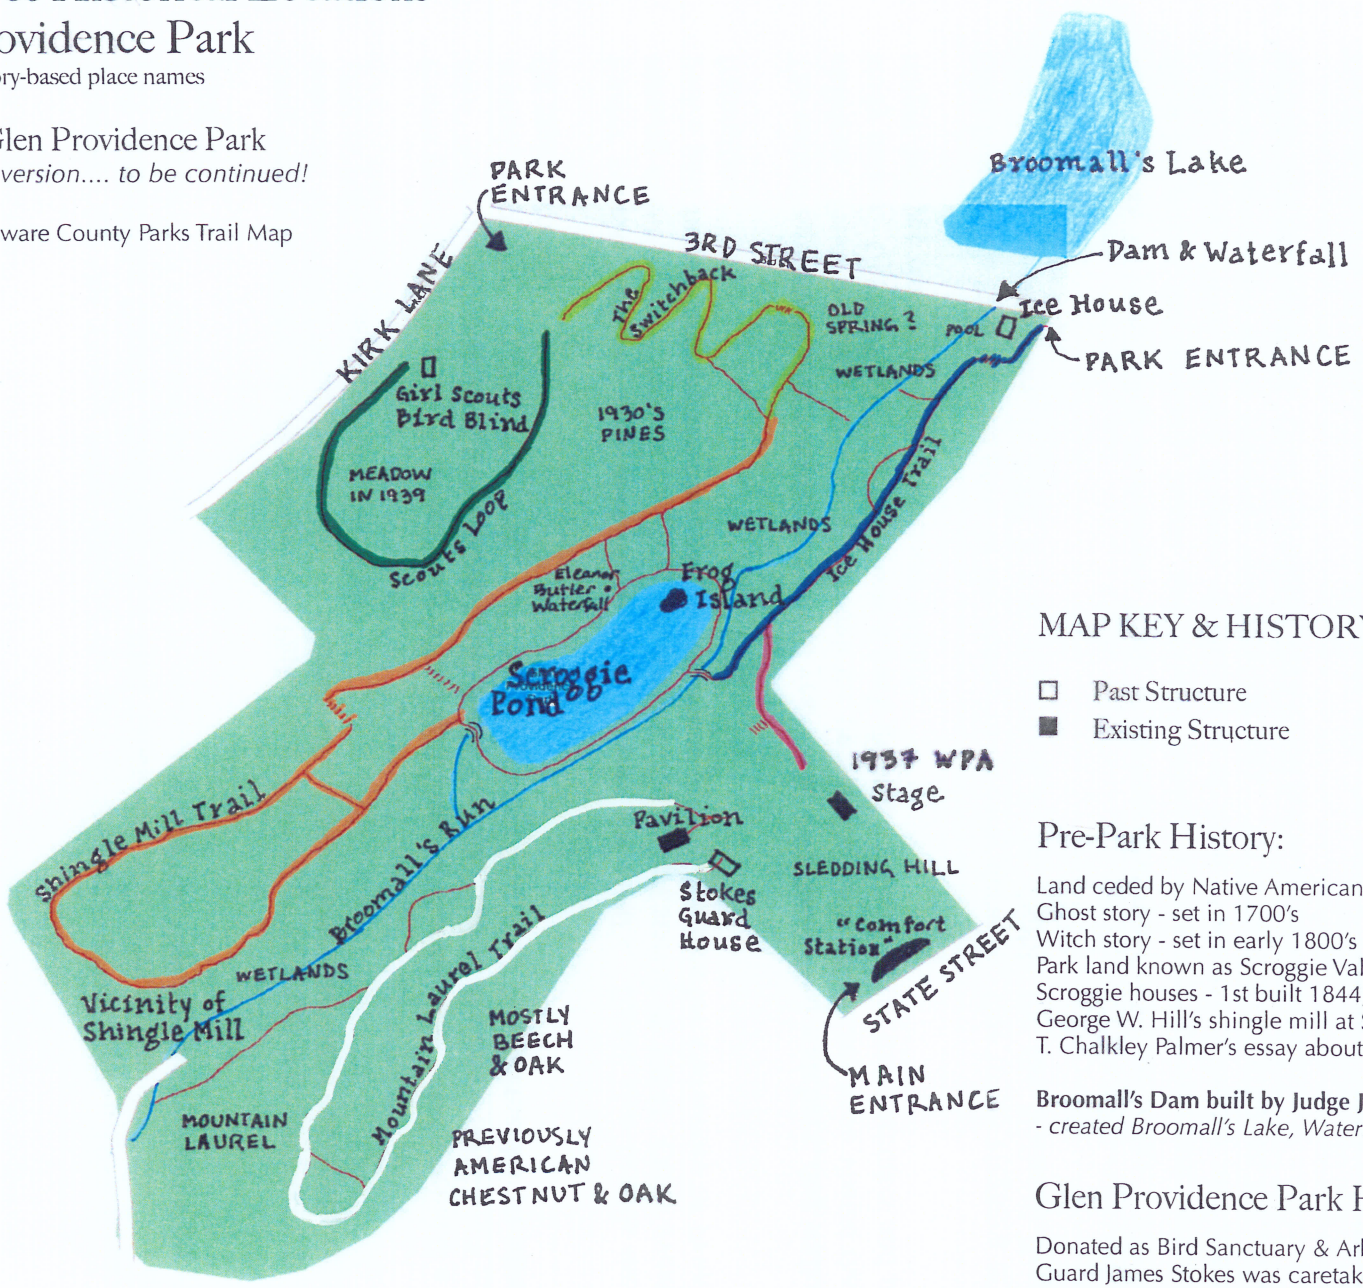 ovidence Park
ory-based place names
Glen Providence Park
version.... to be continued!
ware County Parks Trail Map
PARK
ENTRANCE
Broomall's Lake
3RD STREET
KIRK LANE
Dam & Waterfall
The
Switchback
OLD
SPRING?
POOL
Ice House
PARK ENTRANCE
WETLANDS
Girl Scouts
Bird Blind
1930'S
PINES
MEADOW
IN 1939
Scouts Loop
WETLANDS
Ice House Trail
Eleanor
Butler
Waterfall
Frog
Island
Scroggie
Pond
MAP KEY & HISTORY
Past Structure
Existing Structure
1937 WPA
Stage
Shingle Mill Trail
Broomall's Run
Pavilion
SLEDDING HILL
Stokes
Guard
House
"Comfort
Station"
STATE STREET
MAIN
ENTRANCE
WETLANDS
Vicinity of
Shingle Mill
Mountain Laurel Trail
MOSTLY
BEECH
& OAK
MOUNTAIN
LAUREL
PREVIOUSLY
AMERICAN
CHESTNUT & OAK
Pre-Park History:
Land ceded by Native American
Ghost story - set in 1700's
Witch story - set in early 1800's
Park land known as Scroggie Val
Scroggie houses - 1st built 1844
George W. Hill's shingle mill at
T. Chalkley Palmer's essay about
Broomall's Dam built by Judge J
- created Broomall's Lake, Water
Glen Providence Park H
Donated as Bird Sanctuary & Ar
Guard James Stokes was caretak